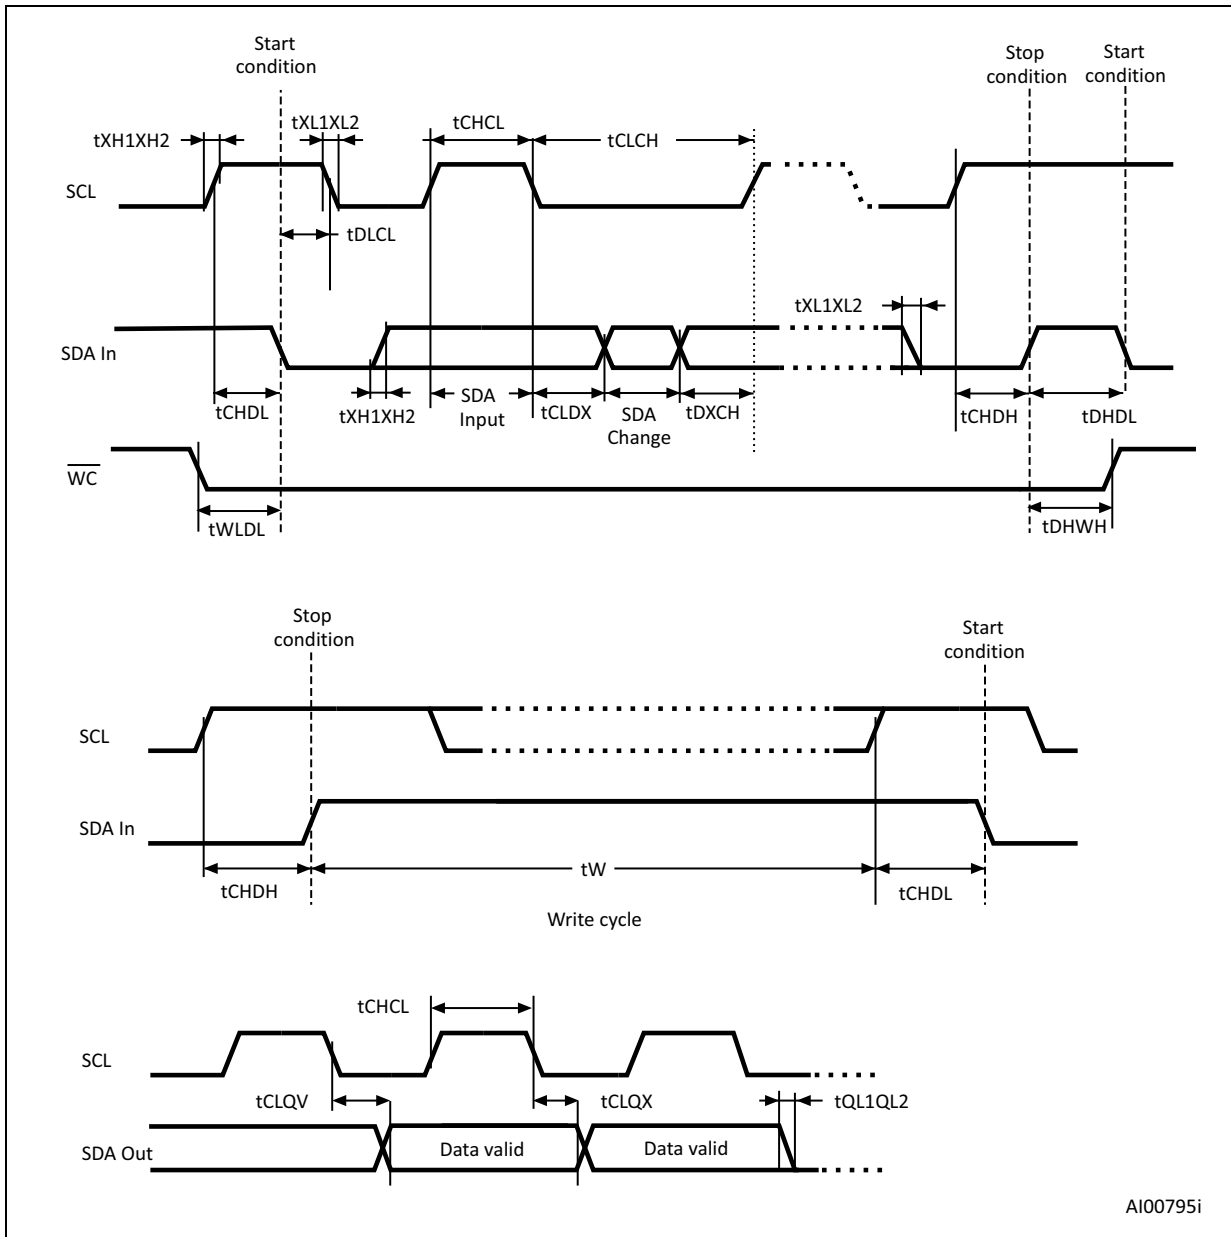 Start
condition
Stop
condition
Start
condition
tXH1XH2
tXL1XL2
tCHCL
tCLCH
SCL
tDLCL
tXL1XL2
SDA In
tCHDL
tXH1XH2
SDA
Input
tCLDX
SDA
Change
tDXCH
tCHDH
tDHDL
WC
tWLDL
tDHWH
Stop
condition
Start
condition
SCL
SDA In
tCHDH
tW
tCHDL
Write cycle
tCHCL
SCL
tCLQV
tCLQX
tQL1QL2
SDA Out
Data valid
Data valid
AI00795i